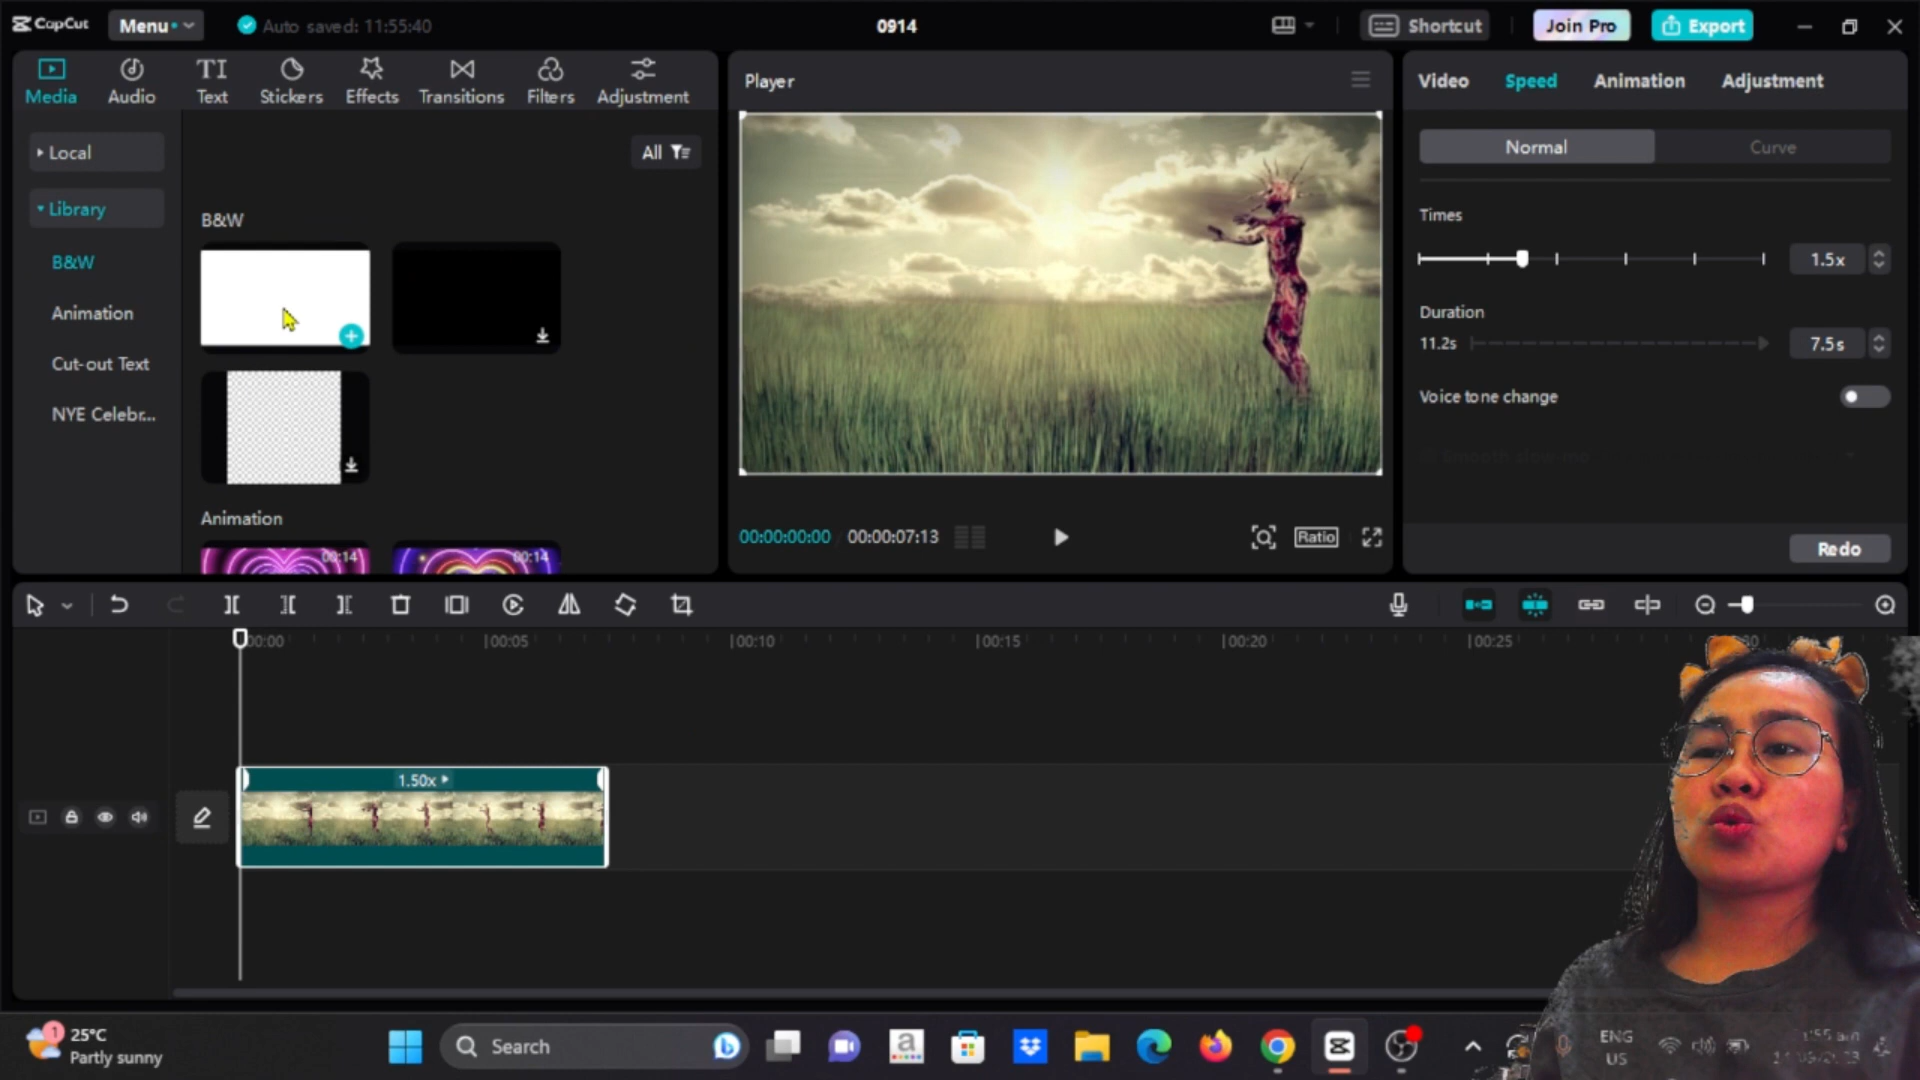 CapCut Menu Auto saved: 11:55:40 0914 Shortcut Join Pro Export
Media Audio Text Stickers Effects Transitions Filters Adjustment
Local
Library
B&W
Animation
Cut-out Text
NYE Celebr...
All
B&W
Animation
00:14 00:14
Player
00:00:00:00 00:00:07:13 Ratio
Video Speed Animation Adjustment
Normal Curve
Times
1.5x
Duration
11.2s 7.5s
Voice tone change
Smooth slow-mo
Redo
00:00 00:05 00:10 00:15 00:20 00:25
1.50x
1 25°C
Partly sunny
Search
ENG
US